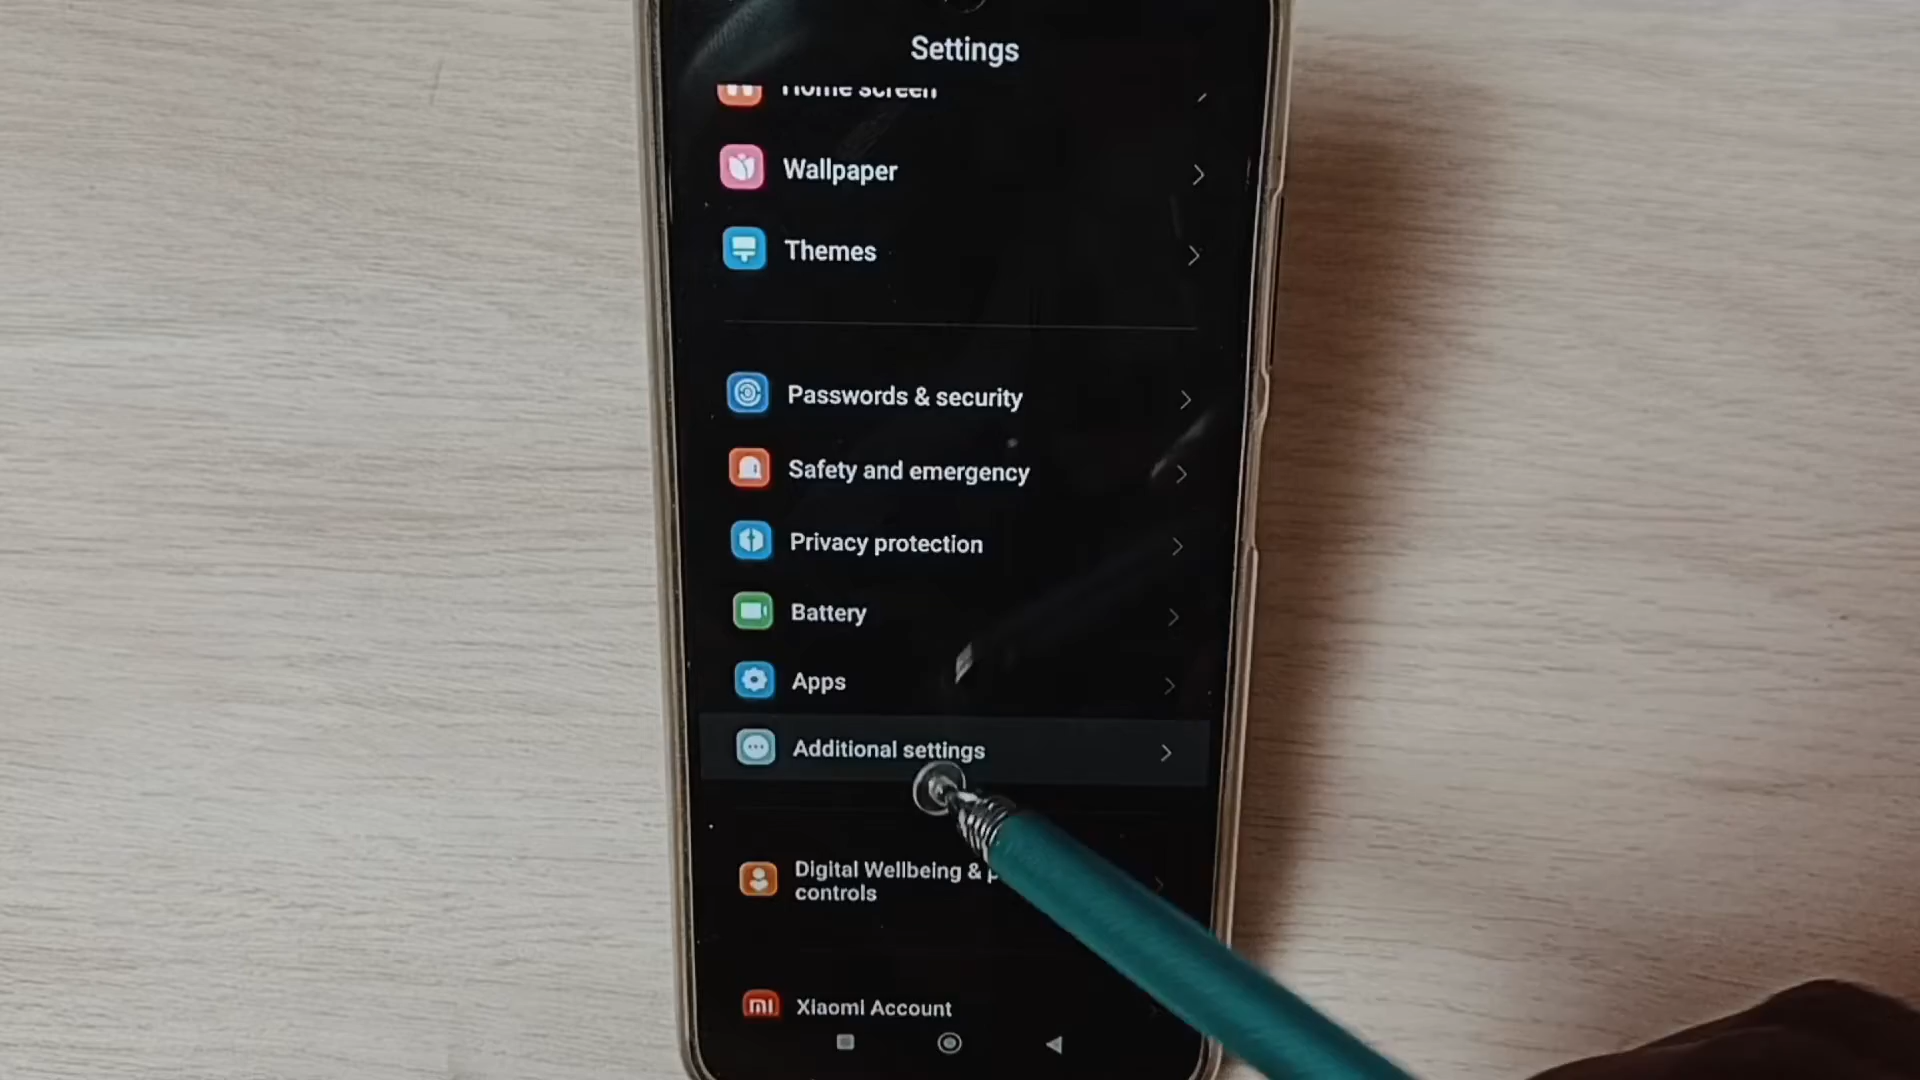 Settings
Home screen
Wallpaper
Themes
Passwords & security
Safety and emergency
Privacy protection
Battery
Apps
Additional settings
Digital Wellbeing &
controls
mi Xiaomi Account